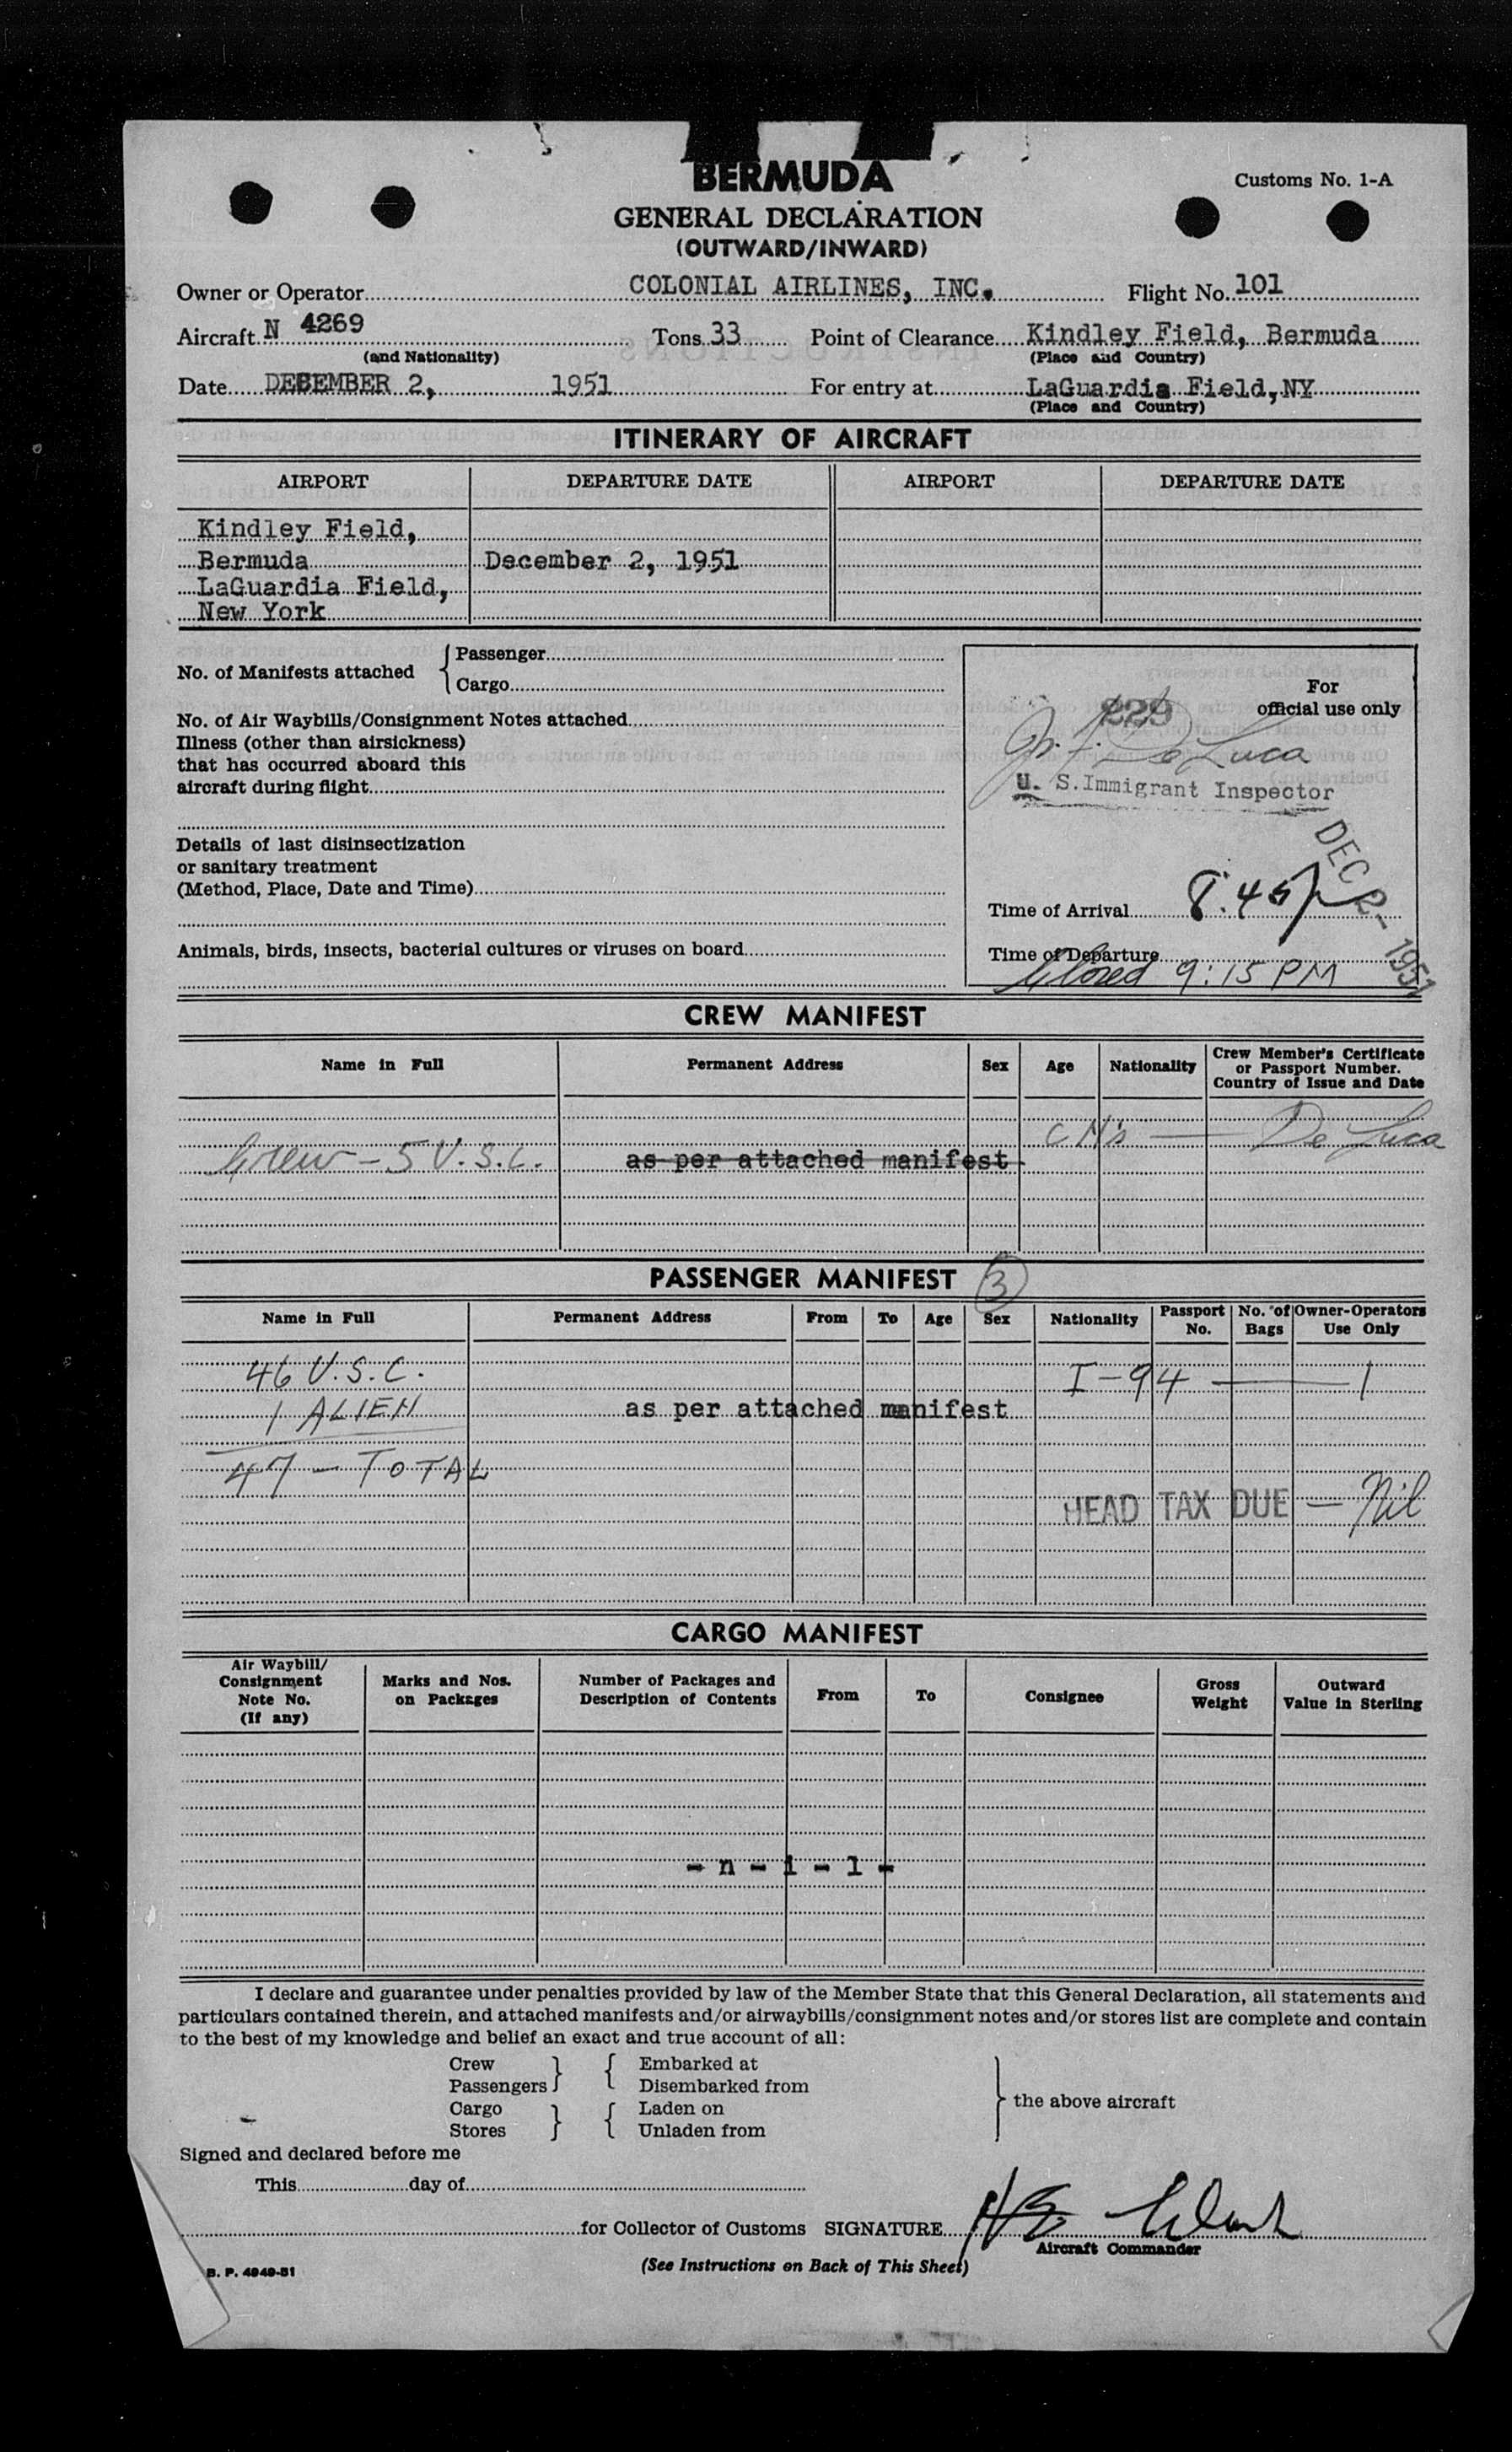 BERMUDA
Customs No. 1-A
GENERAL DECLARATION
(OUTWARD/INWARD)
Owner or Operator COLONIAL AIRLINES, INC. Flight No. 101
Aircraft N 4269 Tons 33 Point of Clearance Kindley Field, Bermuda
(and Nationality) (Place and Country)
Date DECEMBER 2, 1951 For entry at LaGuardia Field, NY
(Place and Country)
ITINERARY OF AIRCRAFT
AIRPORT DEPARTURE DATE AIRPORT DEPARTURE DATE
Kindley Field,
Bermuda December 2, 1951
LaGuardia Field,
New York
No. of Manifests attached { Passenger
Cargo
No. of Air Waybills/Consignment Notes attached
Illness (other than airsickness)
that has occurred aboard this
aircraft during flight
Details of last disinsectization
or sanitary treatment
(Method, Place, Date and Time)
Animals, birds, insects, bacterial cultures or viruses on board
For
official use only
229
De Luca
U. S. Immigrant Inspector
DEC 2- 1951
Time of Arrival 8:45
Time of Departure
Closed 9:15 PM
CREW MANIFEST
Name in Full Permanent Address Sex Age Nationality Crew Member's Certificate or Passport Number. Country of Issue and Date
CM's — De Luca
Crew - 5 U.S.C. as per attached manifest
PASSENGER MANIFEST 3
Name in Full Permanent Address From To Age Sex Nationality Passport No. No. of Bags Owner-Operators Use Only
46 U.S.C. I-94 — 1
1 ALIEN as per attached manifest
47 - TOTAL
HEAD TAX DUE - Nil
CARGO MANIFEST
Air Waybill/ Consignment Note No. (If any) Marks and Nos. on Packages Number of Packages and Description of Contents From To Consignee Gross Weight Outward Value in Sterling
- n - i - l -
I declare and guarantee under penalties provided by law of the Member State that this General Declaration, all statements and
particulars contained therein, and attached manifests and/or airwaybills/consignment notes and/or stores list are complete and contain
to the best of my knowledge and belief an exact and true account of all:
Crew } { Embarked at
Passengers Disembarked from
Cargo } { Laden on
Stores Unladen from
} the above aircraft
Signed and declared before me
This day of
for Collector of Customs SIGNATURE
Aircraft Commander
(See Instructions on Back of This Sheet)
B. P. 4949-51